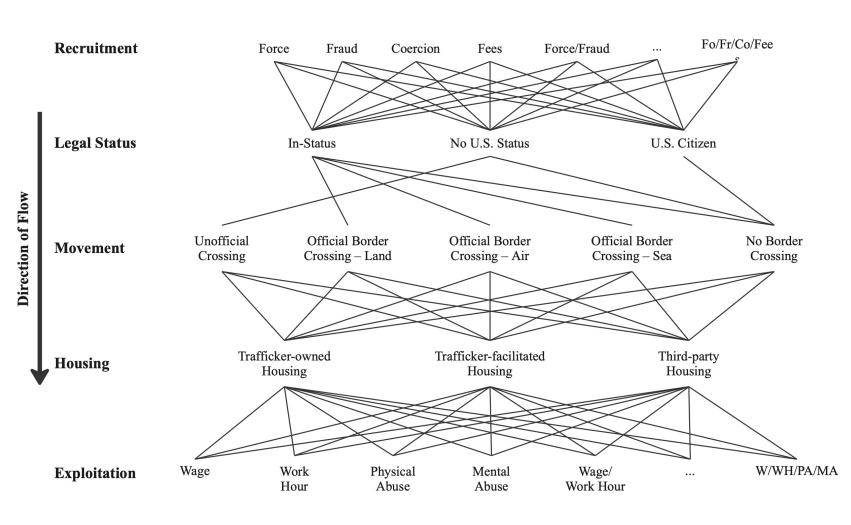 Recruitment
Force
Fraud
Coercion
Fees
Force/Fraud
...
Fo/Fr/Co/Fee
s
Direction of Flow
Legal Status
In-Status
No U.S. Status
U.S. Citizen
Movement
Unofficial
Crossing
Official Border
Crossing – Land
Official Border
Crossing – Air
Official Border
Crossing – Sea
No Border
Crossing
Housing
Trafficker-owned
Housing
Trafficker-facilitated
Housing
Third-party
Housing
Exploitation
Wage
Work
Hour
Physical
Abuse
Mental
Abuse
Wage/
Work Hour
...
W/WH/PA/MA